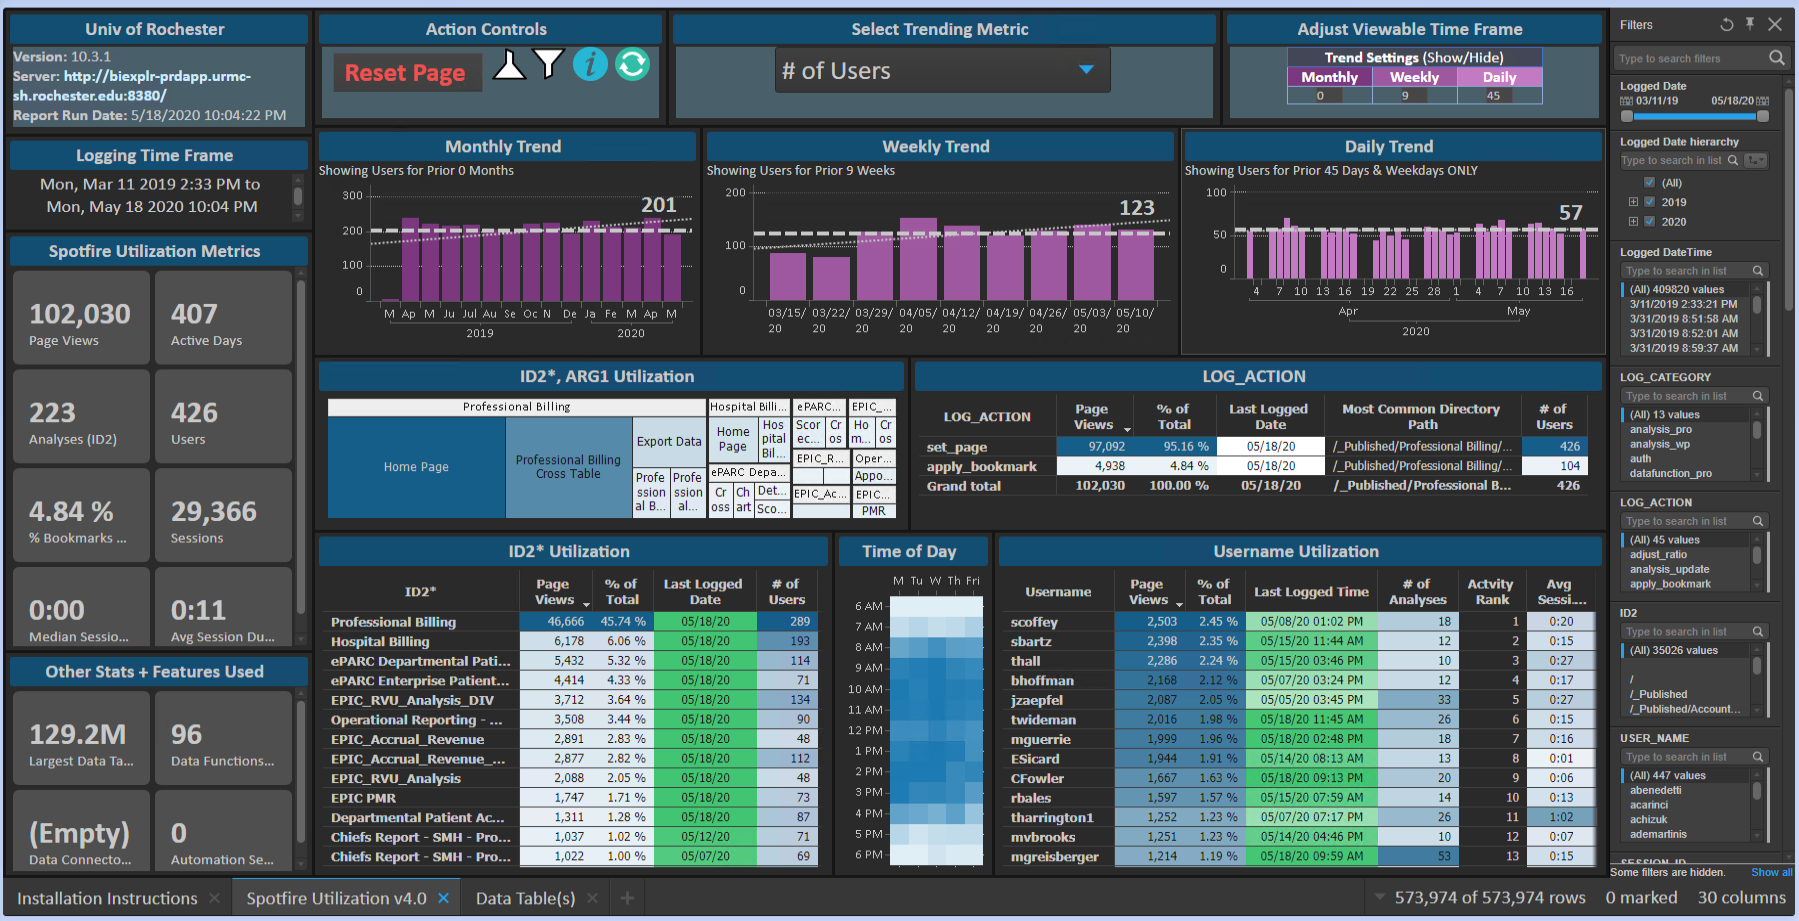 Univ of Rochester
Version: 10.3.1
Server: http://biexplr-prdapp.urmc-
sh.rochester.edu:8380/
Report Run Date: 5/18/2020 10:04:22 PM
Action Controls
Reset Page
i
Select Trending Metric
# of Users
Adjust Viewable Time Frame
Trend Settings (Show/Hide)
Monthly Weekly Daily
0 9 45
Logging Time Frame
Mon, Mar 11 2019 2:33 PM to
Mon, May 18 2020 10:04 PM
Monthly Trend
Showing Users for Prior 0 Months
201
300
200
100
0
M Ap M Ju Jul Au Se Oc N De Ja Fe M Ap M
2019 2020
Weekly Trend
Showing Users for Prior 9 Weeks
123
200
100
0
03/15/ 03/22/ 03/29/ 04/05/ 04/12/ 04/19/ 04/26/ 05/03/ 05/10/
20 20 20 20 20 20 20 20 20
Daily Trend
Showing Users for Prior 45 Days & Weekdays ONLY
57
100
50
0
4 7 10 13 16 19 22 25 28 1 4 7 10 13 16
Apr May
2020
Spotfire Utilization Metrics
102,030 407
Page Views Active Days
223 426
Analyses (ID2) Users
4.84 % 29,366
% Bookmarks ... Sessions
0:00 0:11
Median Sessio... Avg Session Du...
Other Stats + Features Used
129.2M 96
Largest Data Ta... Data Functions...
(Empty) 0
Data Connecto... Automation Se...
ID2*, ARG1 Utilization
Professional Billing
Home Page
Professional Billing
Cross Table
Export Data
Profe
ssion
al B...
Profe
ssion
al...
Hospital Billi...
Home
Page
Hos
pital
Bil...
ePARC Depa...
Cr
oss
Ch
art
Det...
Sco...
ePARC...
Scor
ec...
Cro
os
EPIC_...
Ho
m...
Cr
os
EPIC_R...
Oper...
Appo...
EPIC_Ac...
EPIC...
PMR
LOG_ACTION
LOG_ACTION Page Views % of Total Last Logged Date Most Common Directory Path # of Users
set_page 97,092 95.16 % 05/18/20 /_Published/Professional Billing/... 426
apply_bookmark 4,938 4.84 % 05/18/20 /_Published/Professional Billing/... 104
Grand total 102,030 100.00 % 05/18/20 /_Published/Professional B... 426
ID2* Utilization
ID2* Page Views % of Total Last Logged Date # of Users
Professional Billing 46,666 45.74 % 05/18/20 289
Hospital Billing 6,178 6.06 % 05/18/20 193
ePARC Departmental Pati... 5,432 5.32 % 05/18/20 114
ePARC Enterprise Patient... 4,414 4.33 % 05/18/20 71
EPIC_RVU_Analysis_DIV 3,712 3.64 % 05/18/20 134
Operational Reporting - ... 3,508 3.44 % 05/18/20 90
EPIC_Accrual_Revenue 2,891 2.83 % 05/18/20 48
EPIC_Accrual_Revenue_... 2,877 2.82 % 05/18/20 112
EPIC_RVU_Analysis 2,088 2.05 % 05/18/20 48
EPIC PMR 1,747 1.71 % 05/18/20 73
Departmental Patient Ac... 1,311 1.28 % 05/18/20 87
Chiefs Report - SMH - Pro... 1,037 1.02 % 05/12/20 71
Chiefs Report - SMH - Pro... 1,022 1.00 % 05/07/20 69
Time of Day
M Tu W Th Fri
6 AM
7 AM
8 AM
9 AM
10 AM
11 AM
12 PM
1 PM
2 PM
3 PM
4 PM
5 PM
6 PM
Username Utilization
Username Page Views % of Total Last Logged Time # of Analyses Actvity Rank Avg Sessi....
scoffey 2,503 2.45 % 05/08/20 01:02 PM 18 1 0:20
sbartz 2,398 2.35 % 05/15/20 11:44 AM 12 2 0:15
thall 2,286 2.24 % 05/15/20 03:46 PM 10 3 0:27
bhoffman 2,168 2.12 % 05/07/20 03:24 PM 12 4 0:17
jzaepfel 2,087 2.05 % 05/05/20 03:45 PM 33 5 0:27
twideman 2,016 1.98 % 05/18/20 11:45 AM 26 6 0:15
mguerrie 1,999 1.96 % 05/18/20 02:48 PM 18 7 0:16
ESicard 1,944 1.91 % 05/14/20 08:13 AM 13 8 0:01
CFowler 1,667 1.63 % 05/18/20 09:13 PM 20 9 0:06
rbales 1,597 1.57 % 05/15/20 07:59 AM 14 10 0:13
tharrington1 1,252 1.23 % 05/07/20 07:17 PM 26 11 1:02
mvbrooks 1,251 1.23 % 05/14/20 04:46 PM 10 12 0:07
mgreisberger 1,214 1.19 % 05/18/20 09:59 AM 53 13 0:15
Filters
Type to search filters
Logged Date
03/11/19 05/18/20
Logged Date hierarchy
Type to search in list
(All)
2019
2020
Logged DateTime
Type to search in list
(All) 409820 values
3/11/2019 2:33:21 PM
3/31/2019 8:51:58 AM
3/31/2019 8:52:01 AM
3/31/2019 8:59:37 AM
LOG_CATEGORY
Type to search in list
(All) 13 values
analysis_pro
analysis_wp
auth
datafunction_pro
LOG_ACTION
Type to search in list
(All) 45 values
adjust_ratio
analysis_update
apply_bookmark
ID2
Type to search in list
(All) 35026 values
/
/_Published
/_Published/Account...
USER_NAME
Type to search in list
(All) 447 values
abenedetti
acarinci
achizuk
ademartinis
SESSION_ID
Some filters are hidden. Show all
Installation Instructions
Spotfire Utilization v4.0
Data Table(s)
573,974 of 573,974 rows 0 marked 30 columns